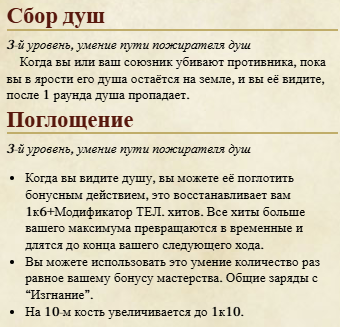 Сбор душ
3-й уровень, умение пути пожирателя душ
Когда вы или ваш союзник убивают противника, пока
вы в ярости его душа остаётся на земле, и вы её видите,
после 1 раунда душа пропадает.
Поглощение
3-й уровень, умение пути пожирателя душ
• Когда вы видите душу, вы можете её поглотить
бонусным действием, это восстанавливает вам
1к6+Модификатор ТЕЛ. хитов. Все хиты больше
вашего максимума превращаются в временные и
длятся до конца вашего следующего хода.
• Вы можете использовать это умение количество раз
равное вашему бонусу мастерства. Общие заряды с
“Изгнание”.
• На 10-м кость увеличивается до 1к10.